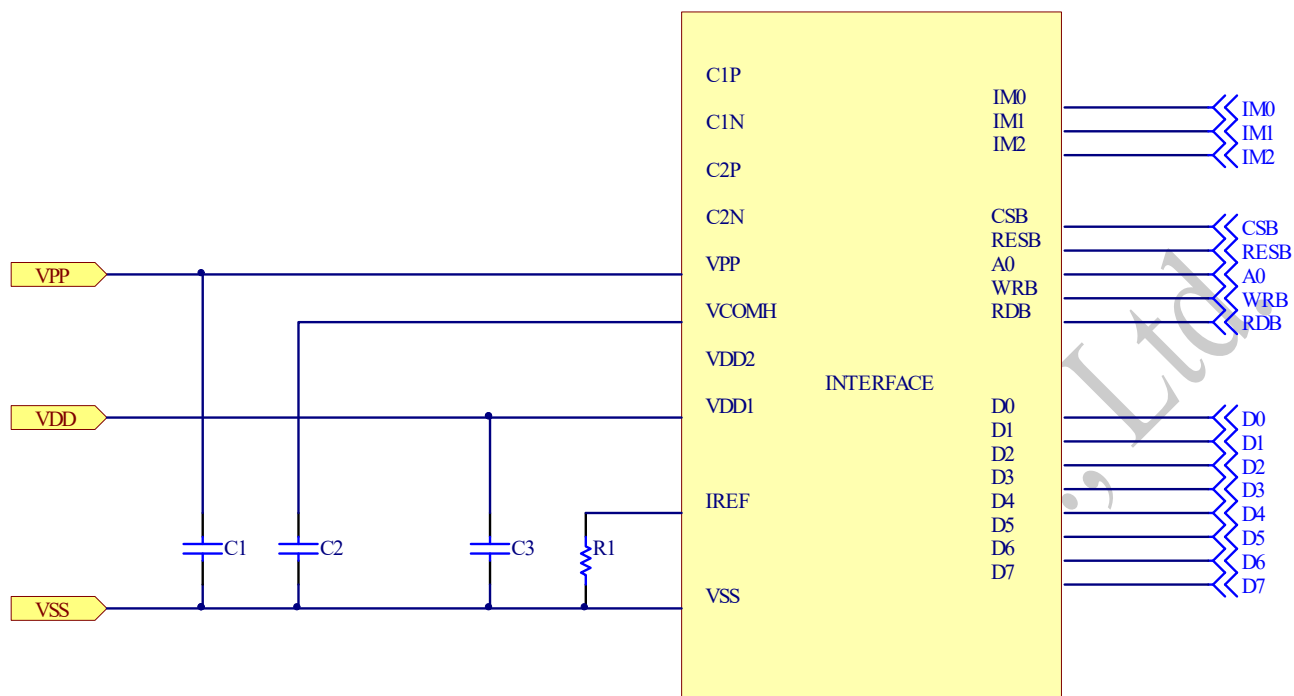 C1P
C1N
C2P
C2N
VPP
VCOMH
VDD2
VDD1
IREF
VSS
INTERFACE
IM0
IM1
IM2
CSB
RESB
A0
WRB
RDB
D0
D1
D2
D3
D4
D5
D6
D7
IM0
IM1
IM2
CSB
RESB
A0
WRB
RDB
D0
D1
D2
D3
D4
D5
D6
D7
VPP
VDD
VSS
C1
C2
C3
R1
., Ltd.